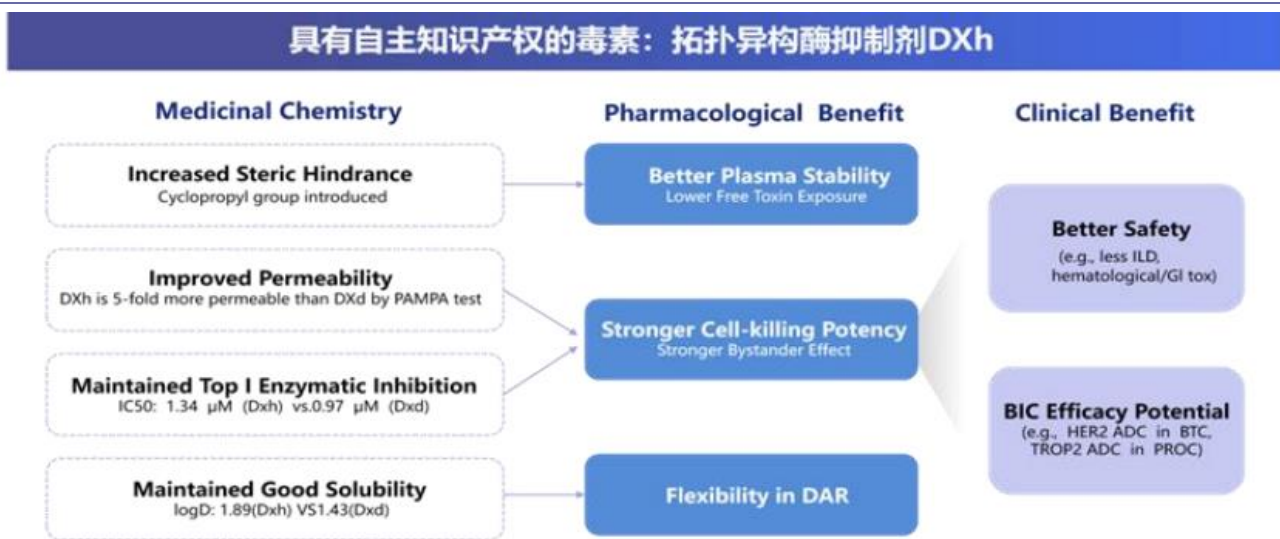 具有自主知识产权的毒素：拓扑异构酶抑制剂DXh
Medicinal Chemistry
Pharmacological Benefit
Clinical Benefit
Increased Steric Hindrance
Cyclopropyl group introduced
Better Plasma Stability
Lower Free Toxin Exposure
Improved Permeability
DXh is 5-fold more permeable than DXd by PAMPA test
Maintained Top I Enzymatic Inhibition
IC50: 1.34 μM (Dxh) vs.0.97 μM (Dxd)
Stronger Cell-killing Potency
Stronger Bystander Effect
Maintained Good Solubility
logD: 1.89(Dxh) VS1.43(Dxd)
Flexibility in DAR
Better Safety
(e.g., less ILD,
hematological/GI tox)
BIC Efficacy Potential
(e.g., HER2 ADC in BTC,
TROP2 ADC in PROC)